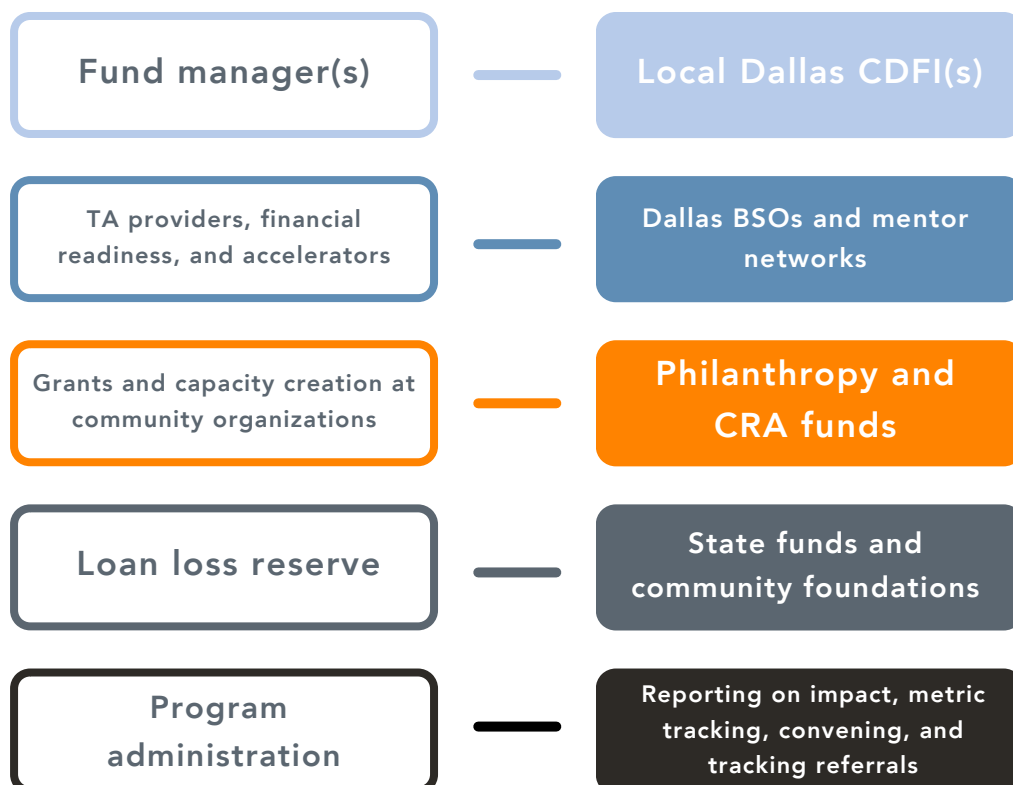 Fund manager(s)
Local Dallas CDFI(s)
TA providers, financial
readiness, and accelerators
Dallas BSOs and mentor
networks
Grants and capacity creation at
community organizations
Philanthropy and
CRA funds
Loan loss reserve
State funds and
community foundations
Program
administration
Reporting on impact, metric
tracking, convening, and
tracking referrals